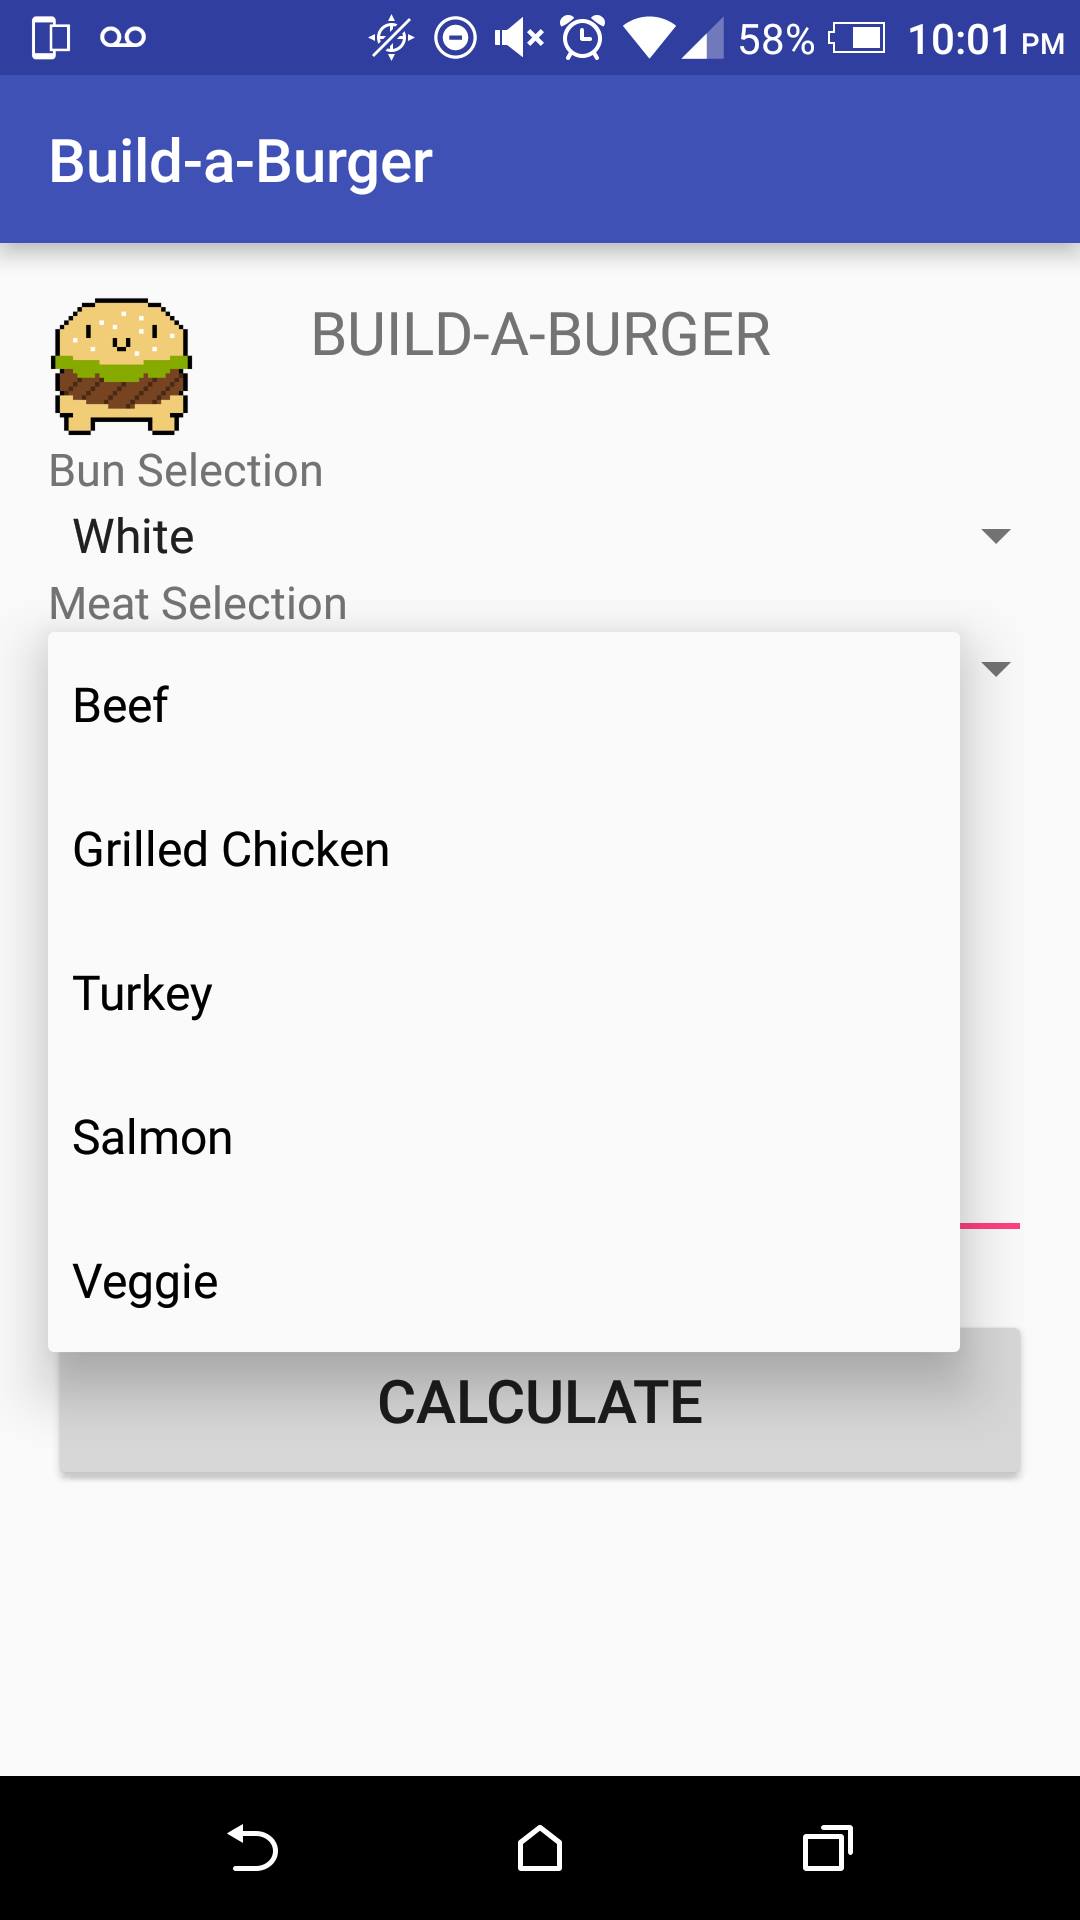 58% 10:01 PM
Build-a-Burger
BUILD-A-BURGER
Bun Selection
White
Meat Selection
Beef
Grilled Chicken
Turkey
Salmon
Veggie
CALCULATE